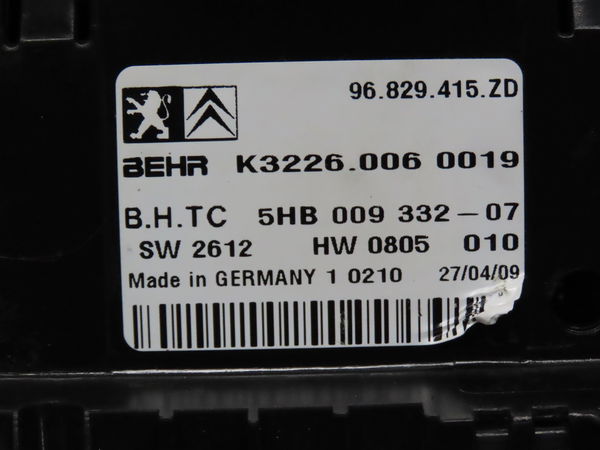 96.829.415.ZD
BEHR K3226.006 0019
B.H.TC 5HB 009 332-07
SW 2612 HW 0805 010
Made in GERMANY 1 0210 27/04/09